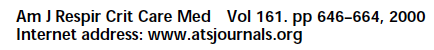 Am J Respir Crit Care Med   Vol 161. pp 646–664, 2000
Internet address: www.atsjournals.org